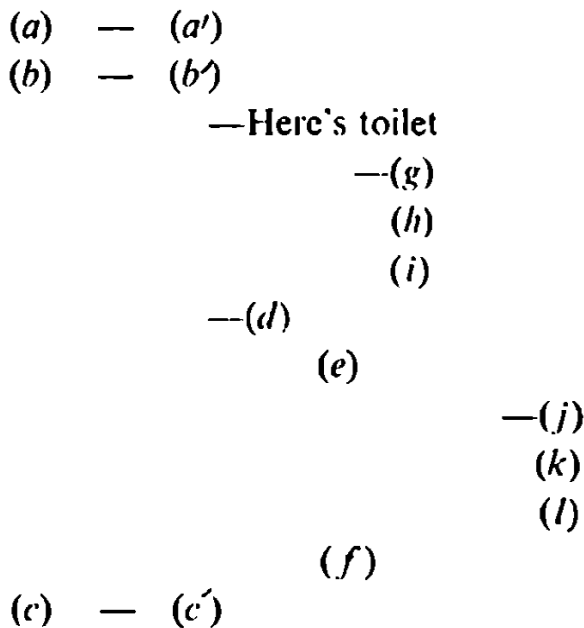 (a) — (a′)
(b) — (b′)
—Here's toilet
—(g)
(h)
(i)
—(d)
(e)
—(j)
(k)
(l)
(f)
(c) — (c′)